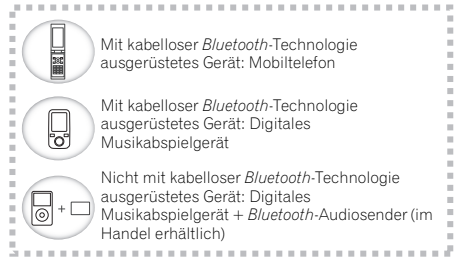 Mit kabelloser Bluetooth-Technologie
ausgerüstetes Gerät: Mobiltelefon
Mit kabelloser Bluetooth-Technologie
ausgerüstetes Gerät: Digitales
Musikabspielgerät
Nicht mit kabelloser Bluetooth-Technologie
ausgerüstetes Gerät: Digitales
Musikabspielgerät + Bluetooth-Audiosender (im
Handel erhältlich)
+